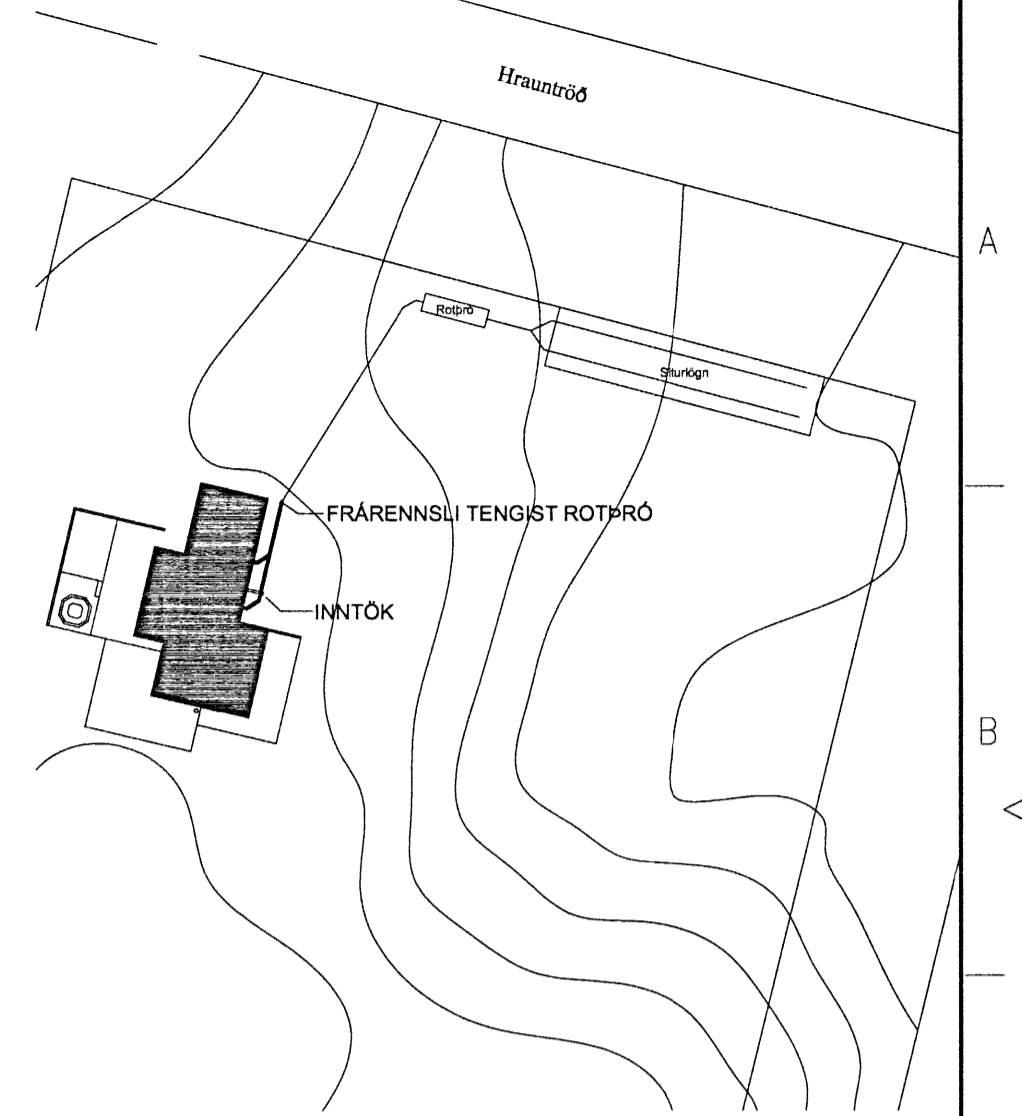 Hrauntröð
A
Rotþró
Siturlögn
FRÁRENNSLI TENGIST ROTÞRÓ
INNTÖK
B